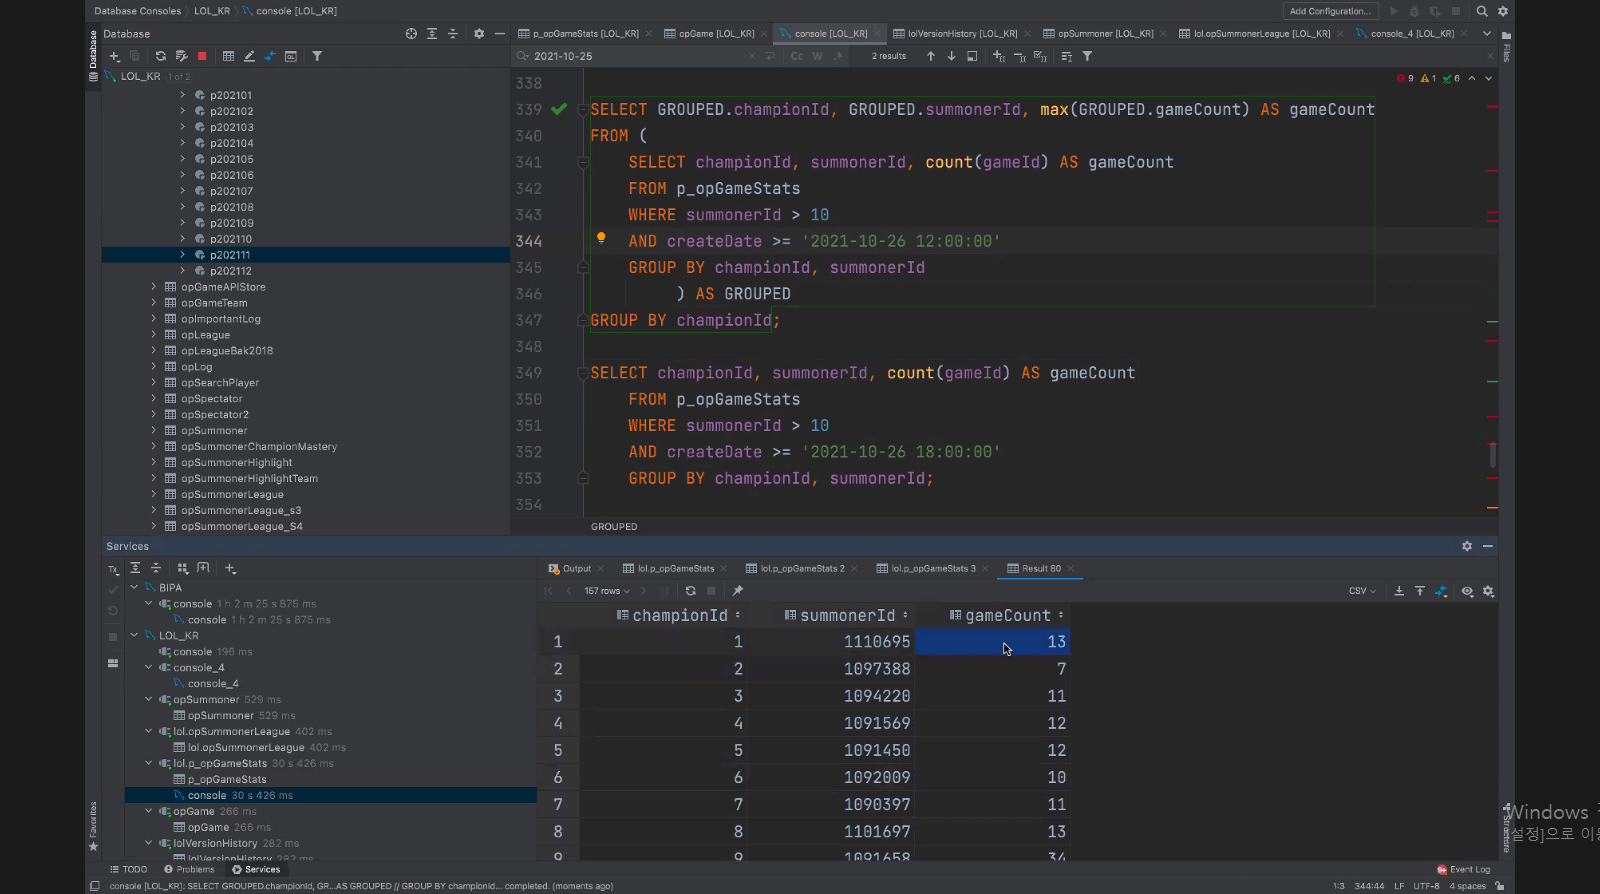 Database Consoles
LOL_KR
console [LOL_KR]
Add Configuration...
Database
Database
p_opGameStats [LOL_KR]
opGame [LOL_KR]
console [LOL_KR]
lolVersionHistory [LOL_KR]
opSummoner [LOL_KR]
lol.opSummonerLeague [LOL_KR]
console_4 [LOL_KR]
Files
2021-10-25
Cc
W
2 results
LOL_KR 1 of 2
p202101
p202102
p202103
p202104
p202105
p202106
p202107
p202108
p202109
p202110
p202111
p202112
opGameAPIStore
opGameTeam
opImportantLog
opLeague
opLeagueBak2018
opLog
opSearchPlayer
opSpectator
opSpectator2
opSummoner
opSummonerChampionMastery
opSummonerHighlight
opSummonerHighlightTeam
opSummonerLeague
opSummonerLeague_s3
opSummonerLeague_S4
9 1 6
338
339 SELECT GROUPED.championId, GROUPED.summonerId, max(GROUPED.gameCount) AS gameCount
340 FROM (
341 SELECT championId, summonerId, count(gameId) AS gameCount
342 FROM p_opGameStats
343 WHERE summonerId > 10
344 AND createDate >= '2021-10-26 12:00:00'
345 GROUP BY championId, summonerId
346 ) AS GROUPED
347 GROUP BY championId;
348
349 SELECT championId, summonerId, count(gameId) AS gameCount
350 FROM p_opGameStats
351 WHERE summonerId > 10
352 AND createDate >= '2021-10-26 18:00:00'
353 GROUP BY championId, summonerId;
354
GROUPED
Services
Tx
BIPA
console 1 h 2 m 25 s 875 ms
console 1 h 2 m 25 s 875 ms
LOL_KR
console 196 ms
console_4
console_4
opSummoner 529 ms
opSummoner 529 ms
lol.opSummonerLeague 402 ms
lol.opSummonerLeague 402 ms
lol.p_opGameStats 30 s 426 ms
p_opGameStats
console 30 s 426 ms
opGame 266 ms
opGame 266 ms
lolVersionHistory 282 ms
lolVersionHistory 282 ms
Output
lol.p_opGameStats
lol.p_opGameStats 2
lol.p_opGameStats 3
Result 80
157 rows
CSV
championId summonerId gameCount
1 1 1110695 13
2 2 1097388 7
3 3 1094220 11
4 4 1091569 12
5 5 1091450 12
6 6 1092009 10
7 7 1090397 11
8 8 1101697 13
9 9 1091658 34
Favorites
Structure
Windows
[설정]으로 이동
TODO
Problems
Services
Event Log
console [LOL_KR]: SELECT GROUPED.championId, GR...AS GROUPED // GROUP BY championId... completed. (moments ago)
1:3
344:44
LF
UTF-8
4 spaces